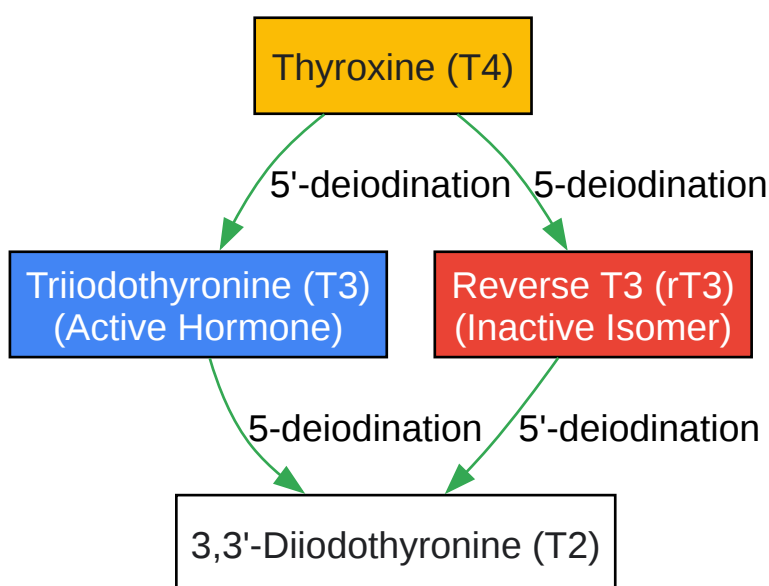 Thyroxine (T4)
5'-deiodination
5-deiodination
Triiodothyronine (T3)
(Active Hormone)
Reverse T3 (rT3)
(Inactive Isomer)
5-deiodination
5'-deiodination
3,3'-Diiodothyronine (T2)